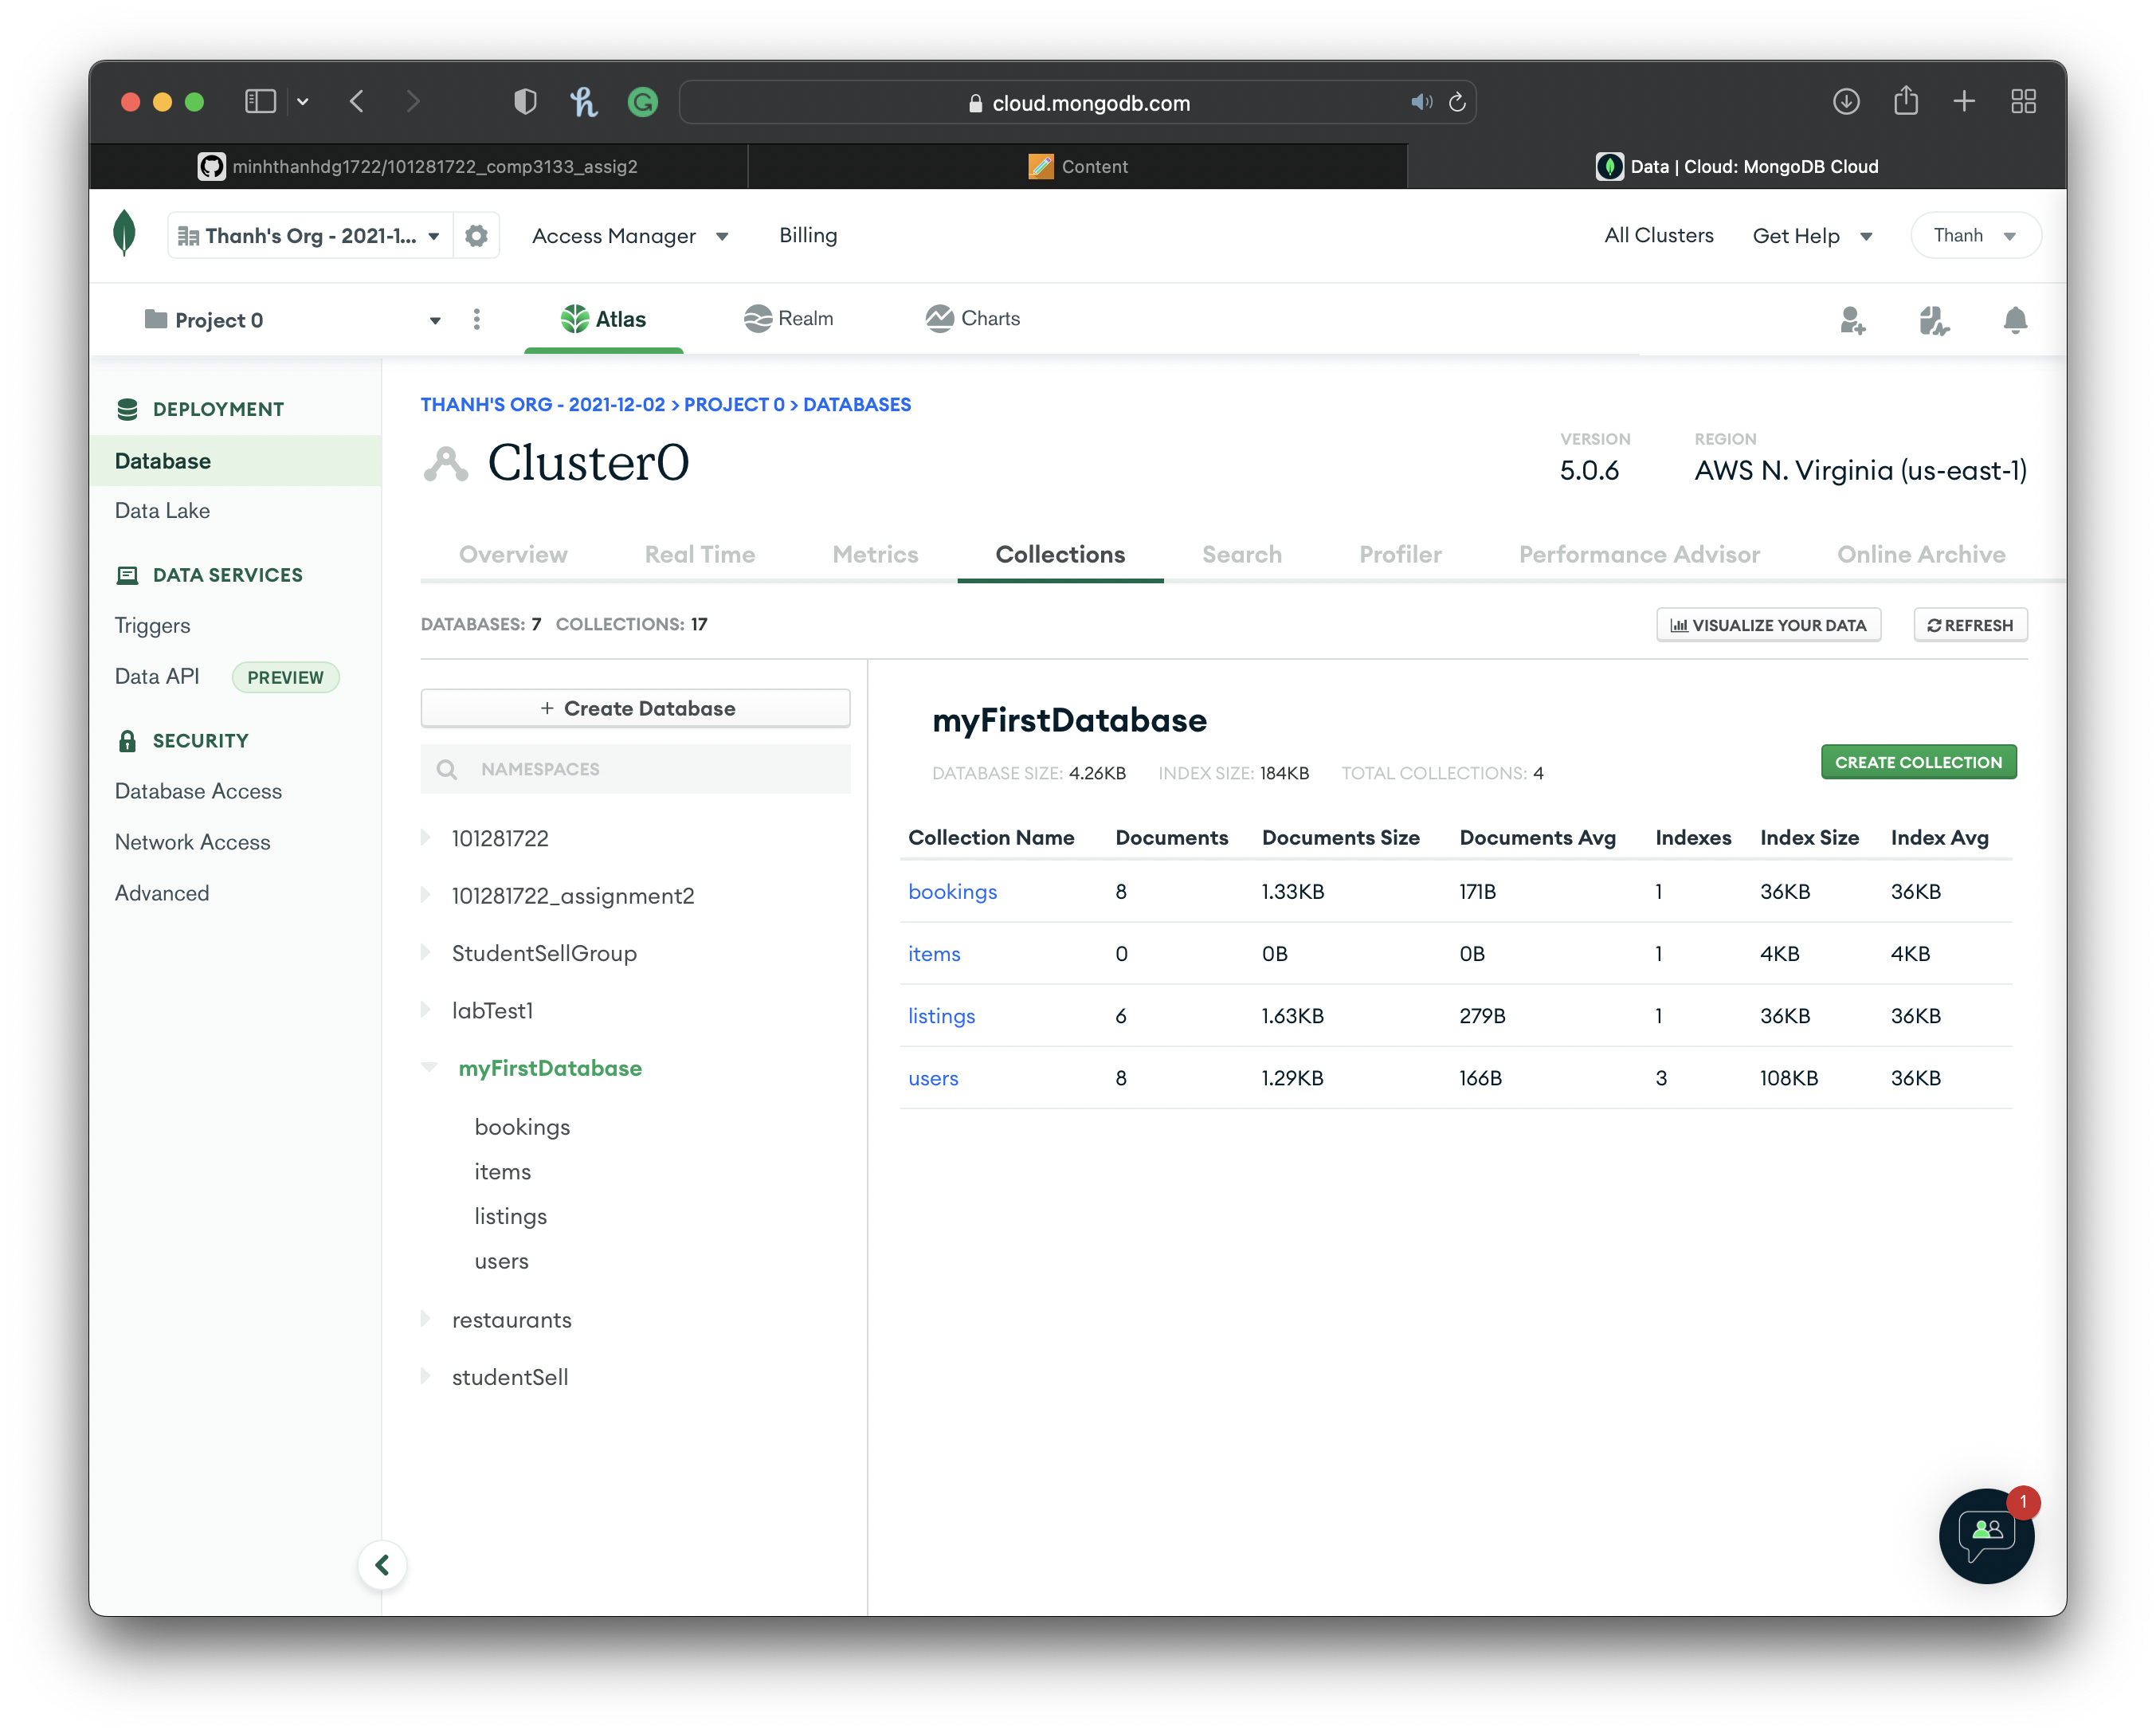 cloud.mongodb.com
minhthanhdg1722/101281722_comp3133_assig2
Content
Data | Cloud: MongoDB Cloud
Thanh's Org - 2021-1...
Access Manager
Billing
All Clusters
Get Help
Thanh
Project 0
Atlas
Realm
Charts
DEPLOYMENT
Database
Data Lake
DATA SERVICES
Triggers
Data API PREVIEW
SECURITY
Database Access
Network Access
Advanced
THANH'S ORG - 2021-12-02 > PROJECT 0 > DATABASES
Cluster0
VERSION
5.0.6
REGION
AWS N. Virginia (us-east-1)
Overview Real Time Metrics Collections Search Profiler Performance Advisor Online Archive
DATABASES: 7 COLLECTIONS: 17
VISUALIZE YOUR DATA
REFRESH
+ Create Database
NAMESPACES
101281722
101281722_assignment2
StudentSellGroup
labTest1
myFirstDatabase
bookings
items
listings
users
restaurants
studentSell
myFirstDatabase
DATABASE SIZE: 4.26KB INDEX SIZE: 184KB TOTAL COLLECTIONS: 4
CREATE COLLECTION
Collection Name Documents Documents Size Documents Avg Indexes Index Size Index Avg
bookings 8 1.33KB 171B 1 36KB 36KB
items 0 0B 0B 1 4KB 4KB
listings 6 1.63KB 279B 1 36KB 36KB
users 8 1.29KB 166B 3 108KB 36KB
1